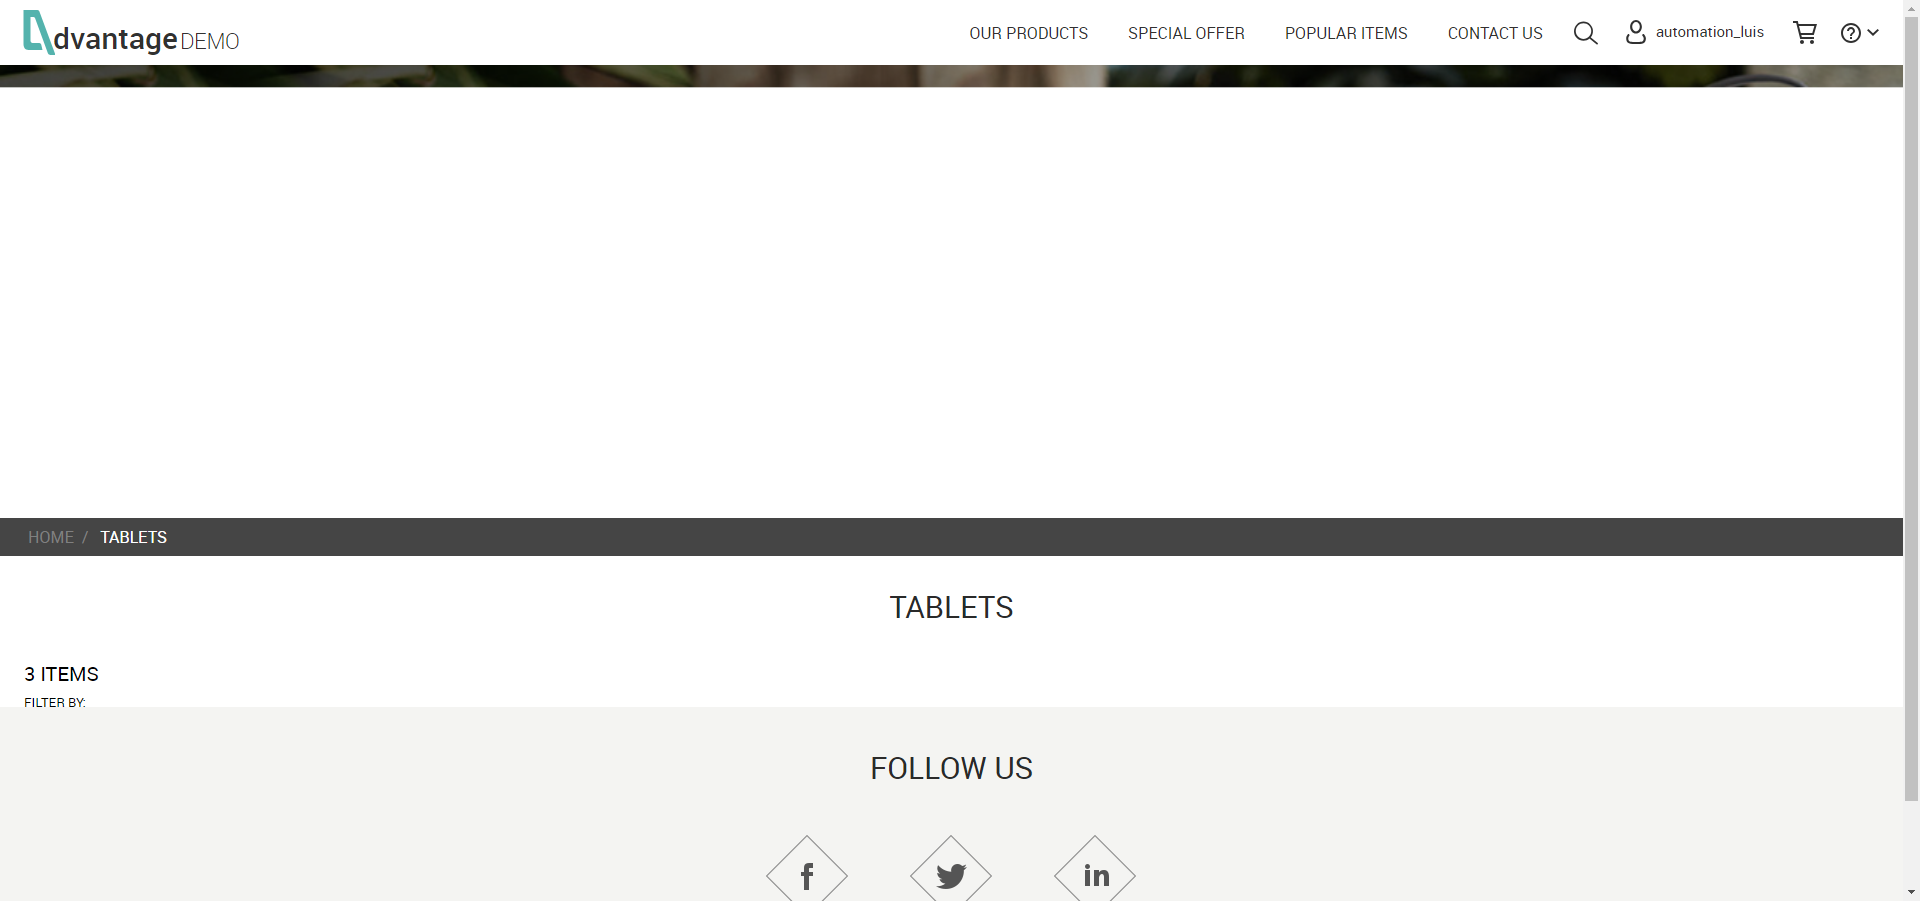 dvantage DEMO
OUR PRODUCTS SPECIAL OFFER POPULAR ITEMS CONTACT US automation_luis
HOME / TABLETS
TABLETS
3 ITEMS
FILTER BY:
FOLLOW US
f
in